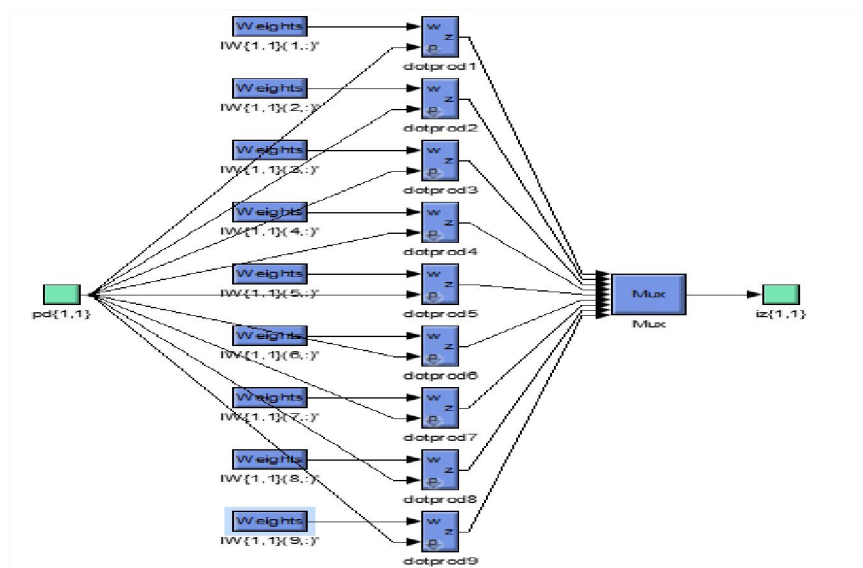 Weights w z p
IW{1,1}(1,:)' dotprod1
Weights w z p
IW{1,1}(2,:)' dotprod2
Weights w z p
IW{1,1}(3,:)' dotprod3
Weights w z p
IW{1,1}(4,:)' dotprod4
Weights w z p
IW{1,1}(5,:)' dotprod5
pd{1,1} Mux Mux iz{1,1}
Weights w z p
IW{1,1}(6,:)' dotprod6
Weights w z p
IW{1,1}(7,:)' dotprod7
Weights w z p
IW{1,1}(8,:)' dotprod8
Weights w z p
IW{1,1}(9,:)' dotprod9